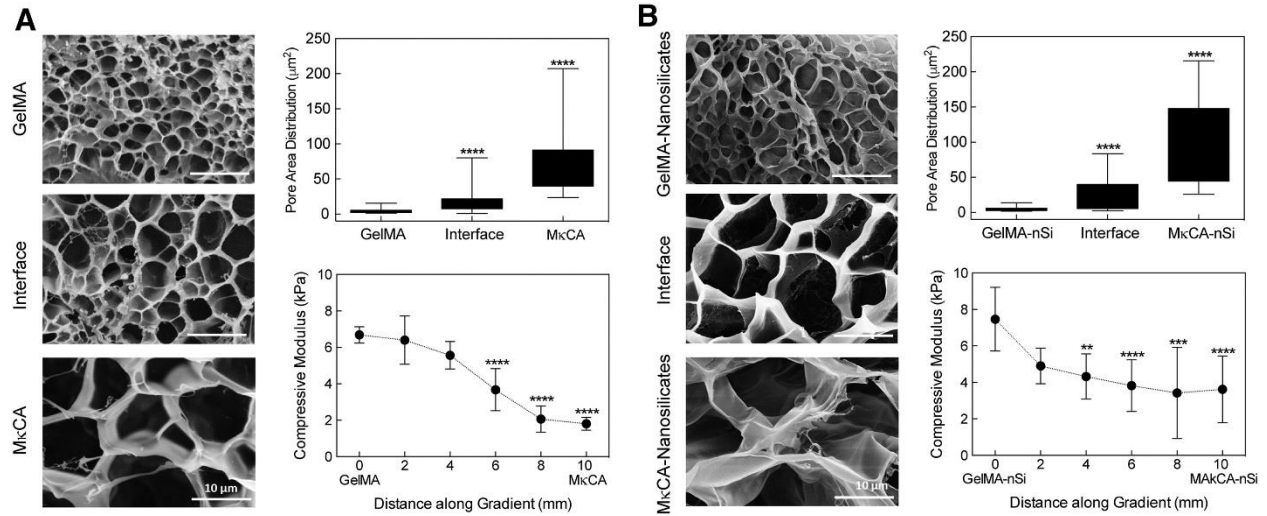 A
GelMA
Interface
MκCA
10 μm
Pore Area Distribution (μm²)
250
200
150
100
50
0
****
****
GelMA
Interface
MκCA
Compressive Modulus (kPa)
10
8
6
4
2
0
****
****
****
0
2
4
6
8
10
GelMA
MκCA
Distance along Gradient (mm)
B
GelMA-Nanosilicates
Interface
MκCA-Nanosilicates
10 μm
Pore Area Distribution (μm²)
250
200
150
100
50
0
****
****
GelMA-nSi
Interface
MκCA-nSi
Compressive Modulus (kPa)
10
8
6
4
2
0
**
****
***
****
0
2
4
6
8
10
GelMA-nSi
MAkCA-nSi
Distance along Gradient (mm)